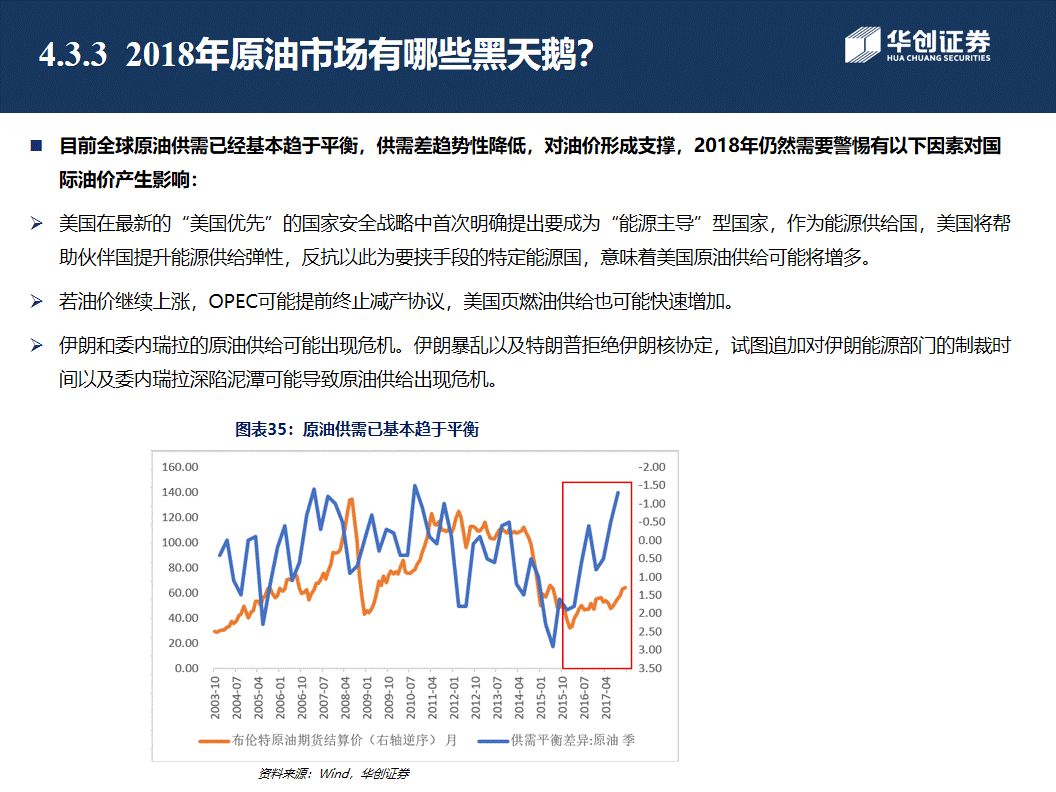 4.3.3 2018年原油市场有哪些黑天鹅？
华创证券
HUA CHUANG SECURITIES
目前全球原油供需已经基本趋于平衡，供需差趋势性降低，对油价形成支撑，2018年仍然需要警惕有以下因素对国
际油价产生影响：
美国在最新的“美国优先”的国家安全战略中首次明确提出要成为“能源主导”型国家，作为能源供给国，美国将帮
助伙伴国提升能源供给弹性，反抗以此为要挟手段的特定能源国，意味着美国原油供给可能将增多。
若油价继续上涨，OPEC可能提前终止减产协议，美国页燃油供给也可能快速增加。
伊朗和委内瑞拉的原油供给可能出现危机。伊朗暴乱以及特朗普拒绝伊朗核协定，试图追加对伊朗能源部门的制裁时
间以及委内瑞拉深陷泥潭可能导致原油供给出现危机。
图表35：原油供需已基本趋于平衡
160.00
140.00
120.00
100.00
80.00
60.00
40.00
20.00
0.00
-2.00
-1.50
-1.00
-0.50
0.00
0.50
1.00
1.50
2.00
2.50
3.00
3.50
2003-10
2004-07
2005-04
2006-01
2006-10
2007-07
2008-04
2009-01
2009-10
2010-07
2011-04
2012-01
2012-10
2013-07
2014-04
2015-01
2015-10
2016-07
2017-04
布伦特原油期货结算价（右轴逆序） 月
供需平衡差异:原油 季
资料来源：Wind，华创证券